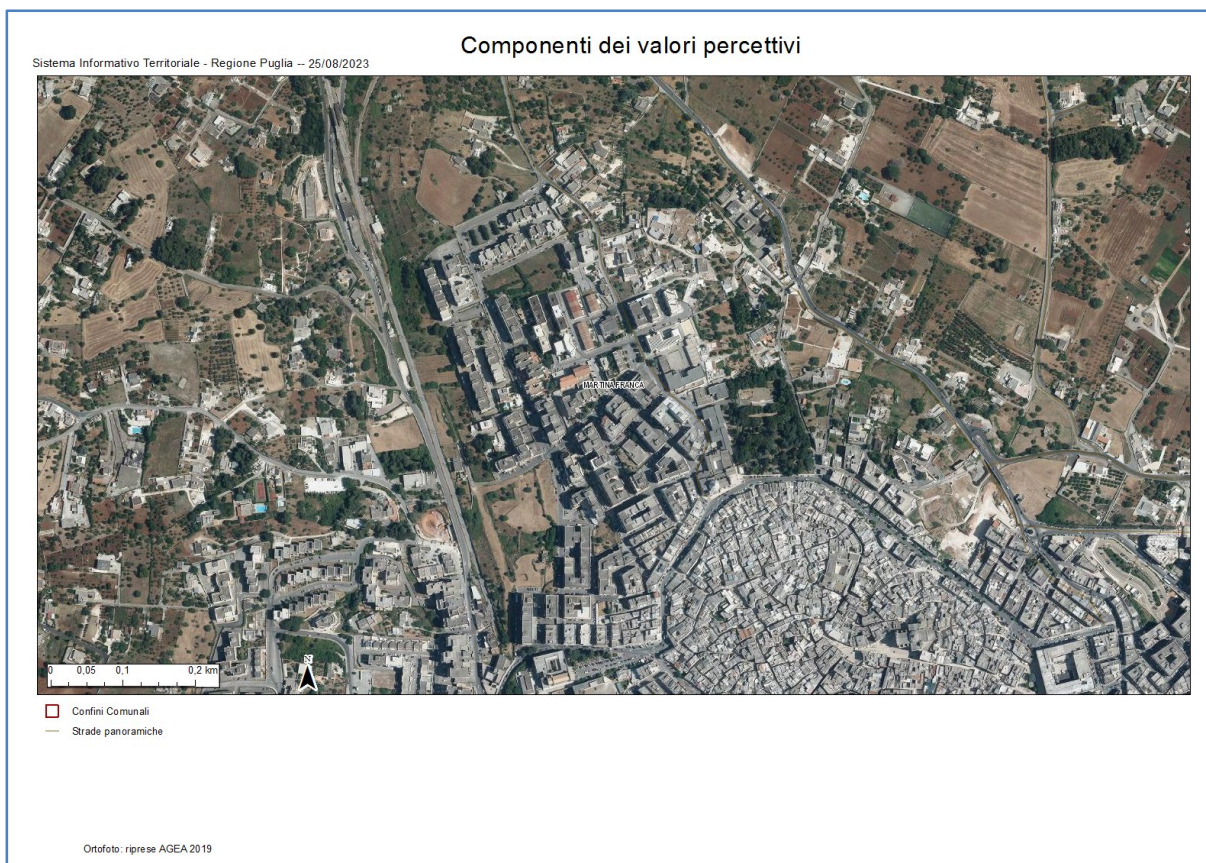 Componenti dei valori percettivi
Sistema Informativo Territoriale - Regione Puglia -- 25/08/2023
MARTINA FRANCA
0 0,05 0,1 0,2 km
N
Confini Comunali
Strade panoramiche
Ortofoto: riprese AGEA 2019